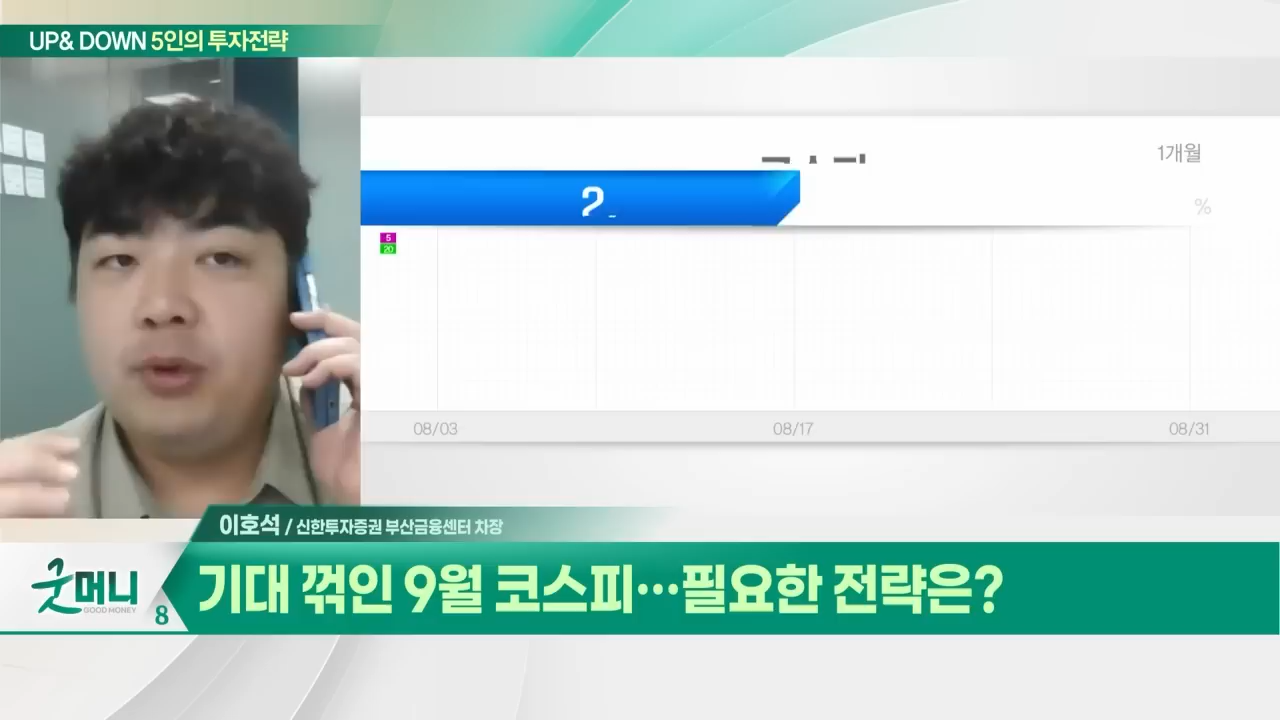 UP& DOWN 5인의 투자전략
1개월
2
%
5
20
08/03 08/17 08/31
이호석 / 신한투자증권 부산금융센터 차장
굿머니
GOOD MONEY
8
기대 꺾인 9월 코스피…필요한 전략은?